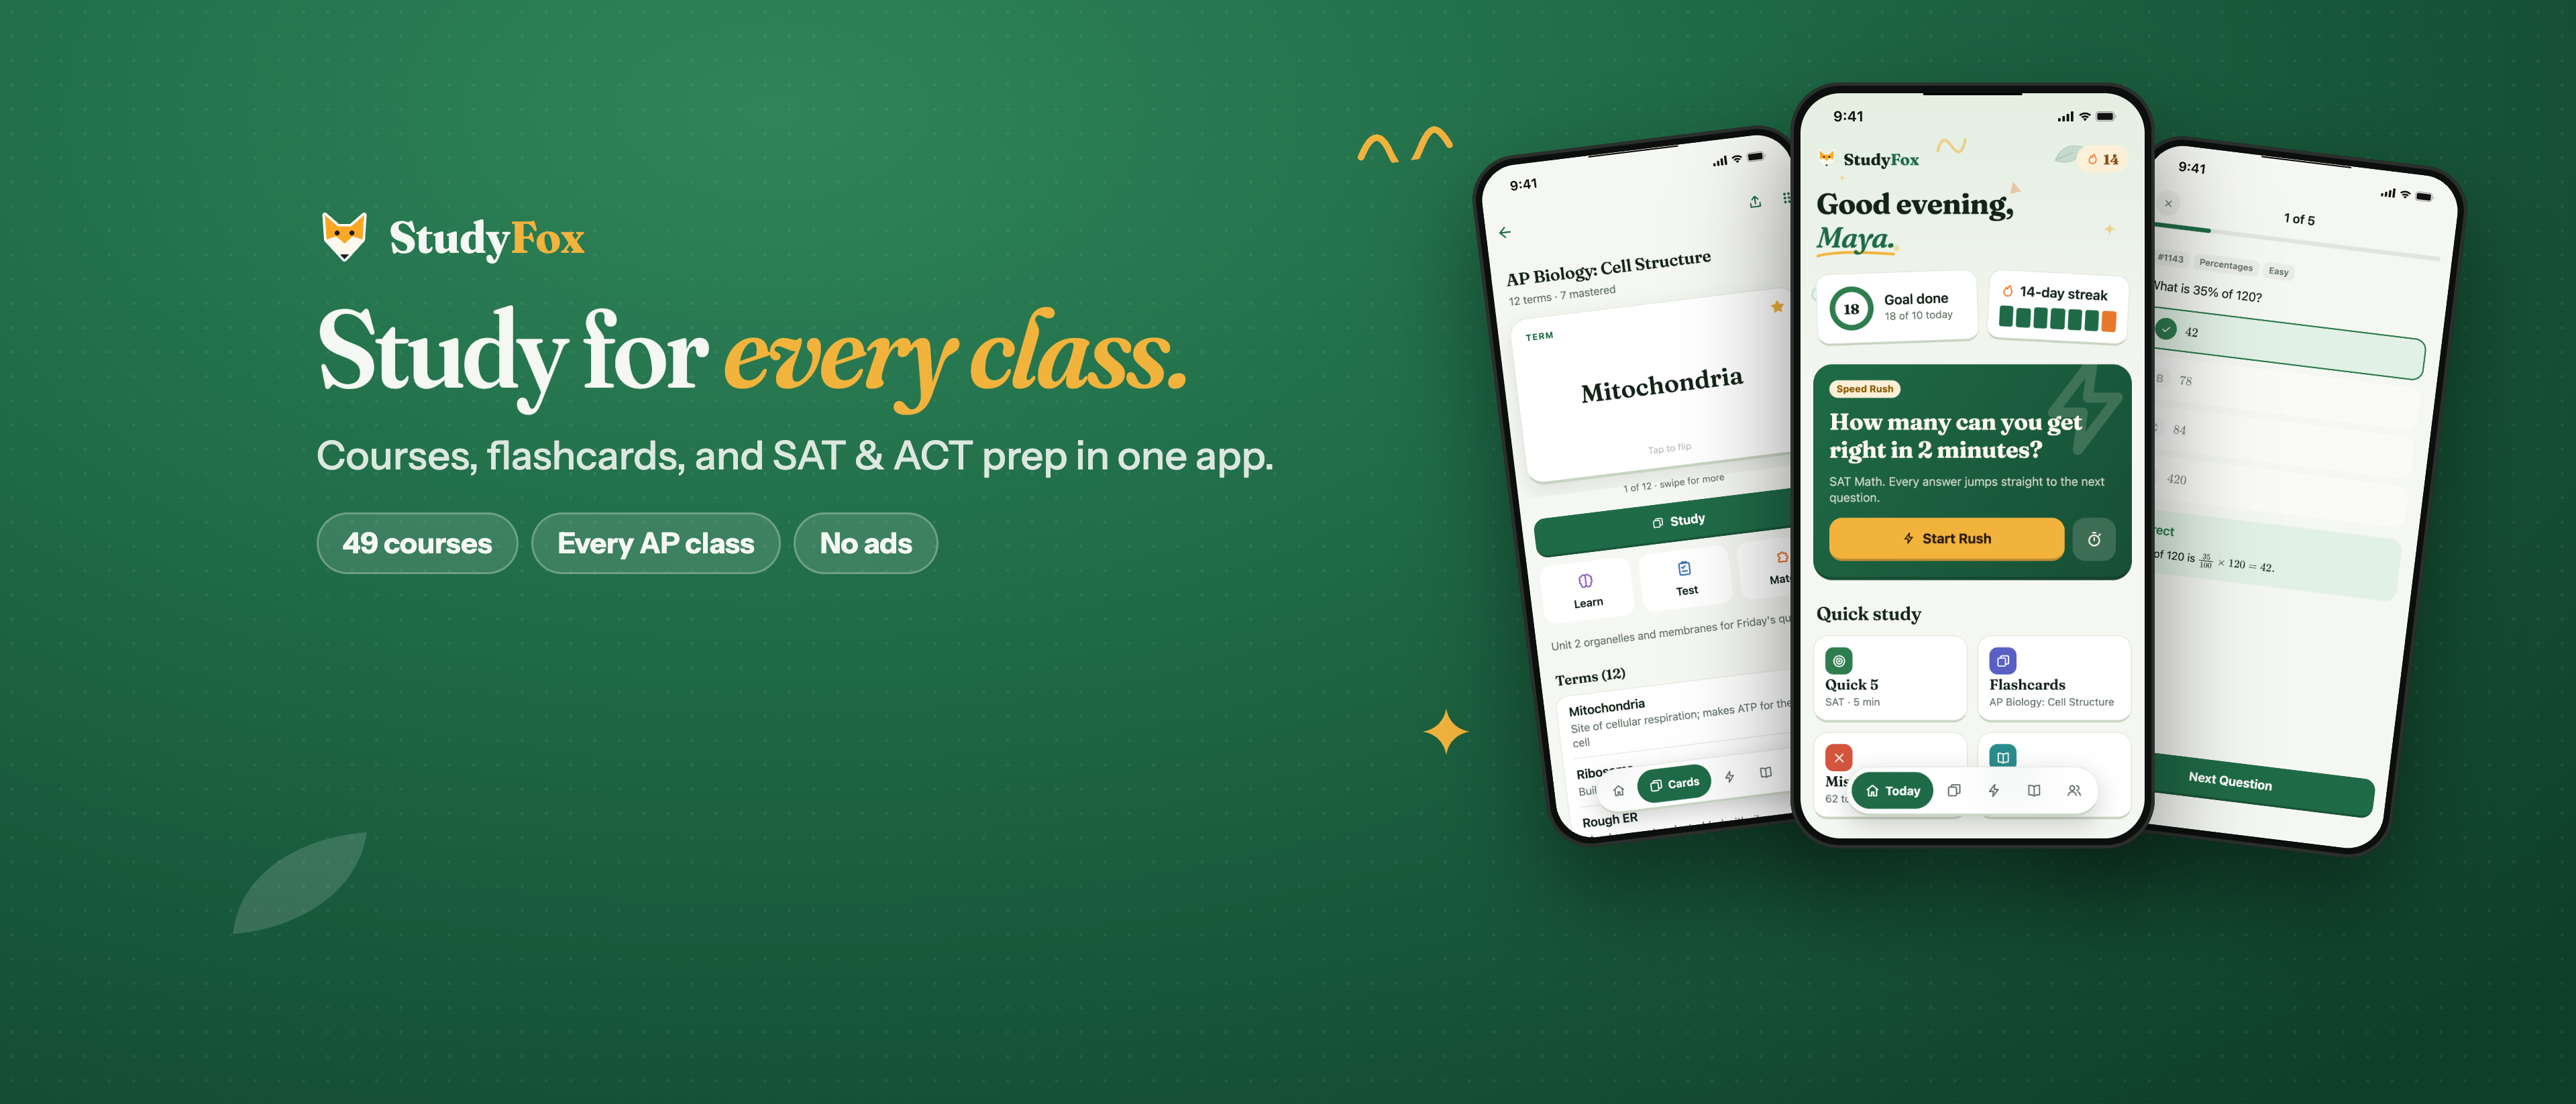 StudyFox
Study for every class.
Courses, flashcards, and SAT & ACT prep in one app.
49 courses
Every AP class
No ads
9:41
AP Biology: Cell Structure
12 terms · 7 mastered
TERM
Mitochondria
Tap to flip
1 of 12 · swipe for more
Study
Learn
Test
Unit 2 organelles and membranes for Friday's
Terms (12)
Mitochondria
Site of cellular respiration; makes ATP for the
cell
Cards
Rough ER
9:41
StudyFox
14
Good evening,
Maya.
18
Goal done
18 of 10 today
14-day streak
Speed Rush
How many can you get
right in 2 minutes?
SAT Math. Every answer jumps straight to the next
question.
Start Rush
Quick study
Quick 5
SAT · 5 min
Flashcards
AP Biology: Cell Structure
Today
9:41
1 of 5
#1143
Percentages
Easy
What is 35% of 120?
42
B 78
84
420
of 120 is 35/100 × 120 = 42.
Next Question